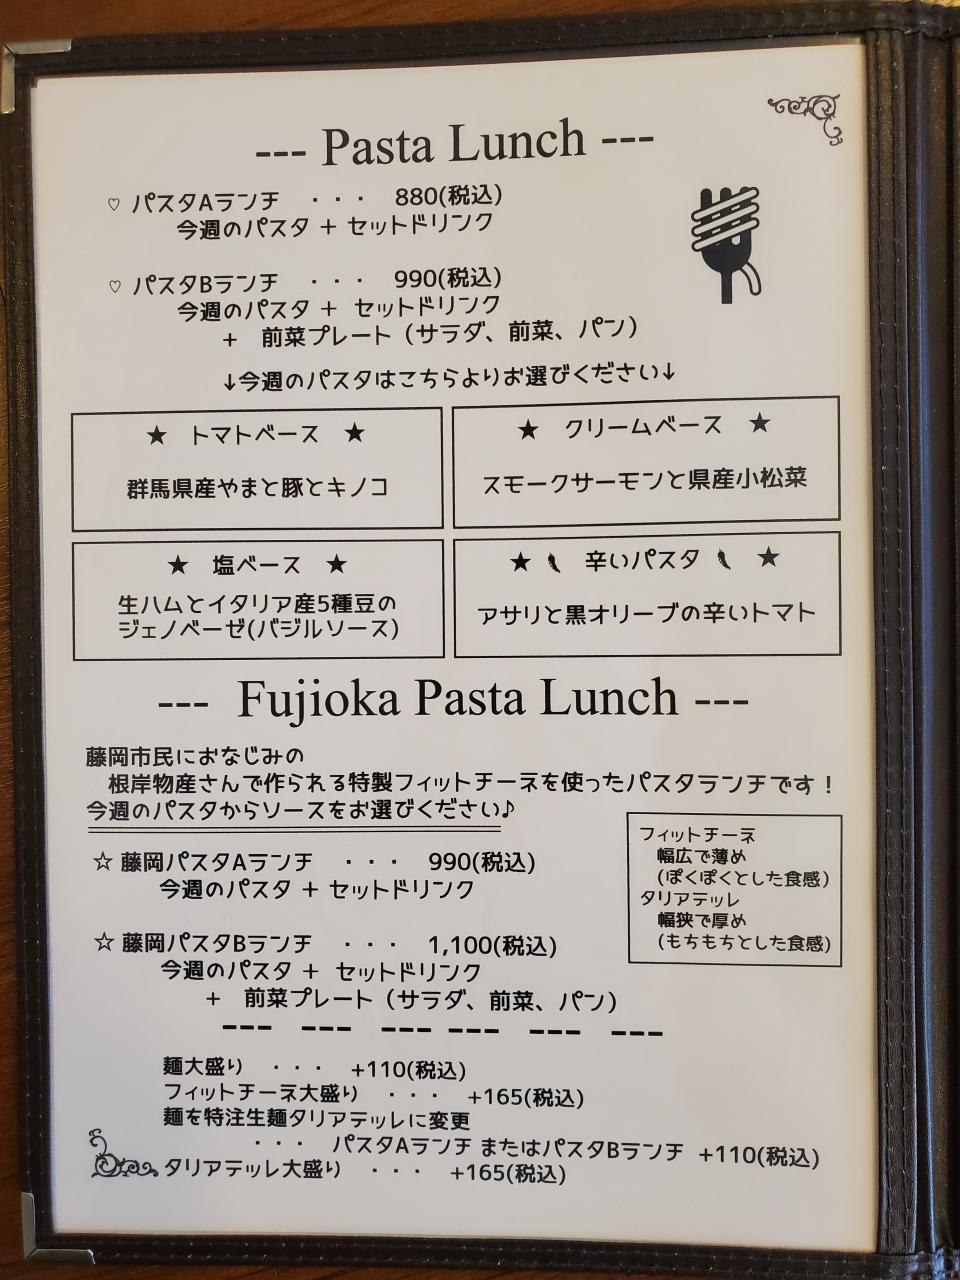 --- Pasta Lunch ---
♡ パスタAランチ ・・・ 880(税込)
今週のパスタ + セットドリンク
♡ パスタBランチ ・・・ 990(税込)
今週のパスタ + セットドリンク
+ 前菜プレート（サラダ、前菜、パン）
↓今週のパスタはこちらよりお選びください↓
★ トマトベース ★
群馬県産やまと豚とキノコ
★ クリームベース ★
スモークサーモンと県産小松菜
★ 塩ベース ★
生ハムとイタリア産5種豆の
ジェノベーゼ(バジルソース)
★ 辛いパスタ ★
アサリと黒オリーブの辛いトマト
--- Fujioka Pasta Lunch ---
藤岡市民におなじみの
根岸物産さんで作られる特製フィットチーネを使ったパスタランチです！
今週のパスタからソースをお選びください♪
☆ 藤岡パスタAランチ ・・・ 990(税込)
今週のパスタ + セットドリンク
☆ 藤岡パスタBランチ ・・・ 1,100(税込)
今週のパスタ + セットドリンク
+ 前菜プレート（サラダ、前菜、パン）
フィットチーネ
幅広で薄め
(ぽくぽくとした食感)
タリアテッレ
幅狭で厚め
(もちもちとした食感)
--- --- --- --- --- ---
麺大盛り ・・・ +110(税込)
フィットチーネ大盛り ・・・ +165(税込)
麺を特注生麺タリアテッレに変更
・・・ パスタAランチ またはパスタBランチ +110(税込)
タリアテッレ大盛り ・・・ +165(税込)